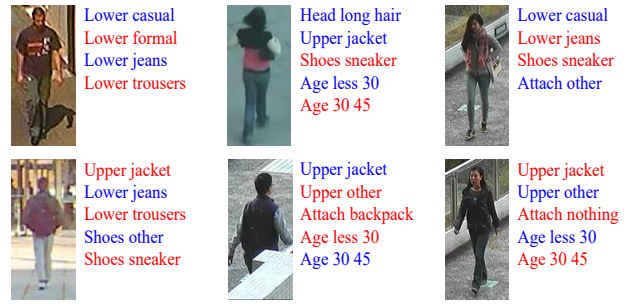 Lower casual
Lower formal
Lower jeans
Lower trousers
Head long hair
Upper jacket
Shoes sneaker
Age less 30
Age 30 45
Lower casual
Lower jeans
Shoes sneaker
Attach other
Upper jacket
Lower jeans
Lower trousers
Shoes other
Shoes sneaker
Upper jacket
Upper other
Attach backpack
Age less 30
Age 30 45
Upper jacket
Upper other
Attach nothing
Age less 30
Age 30 45